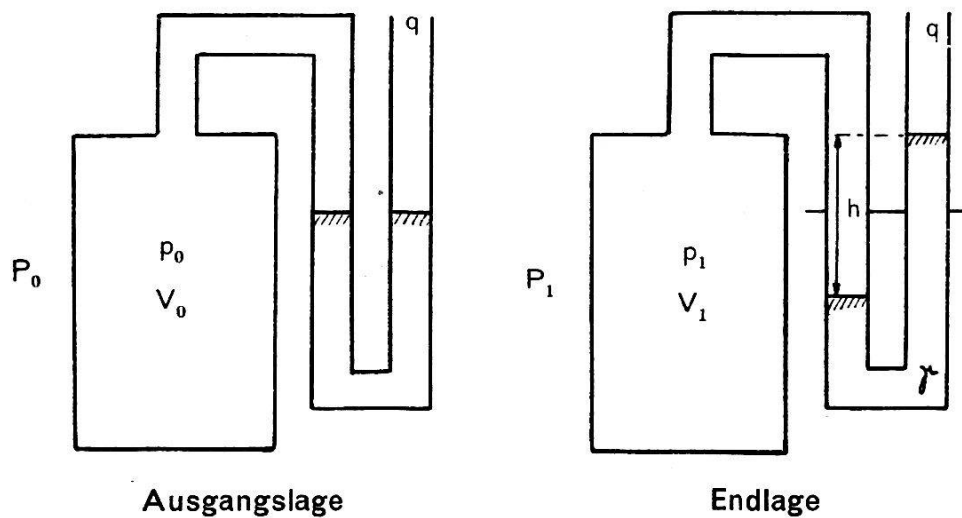 q
q
h
P₀
p₀
V₀
P₁
p₁
V₁
γ
Ausgangslage
Endlage